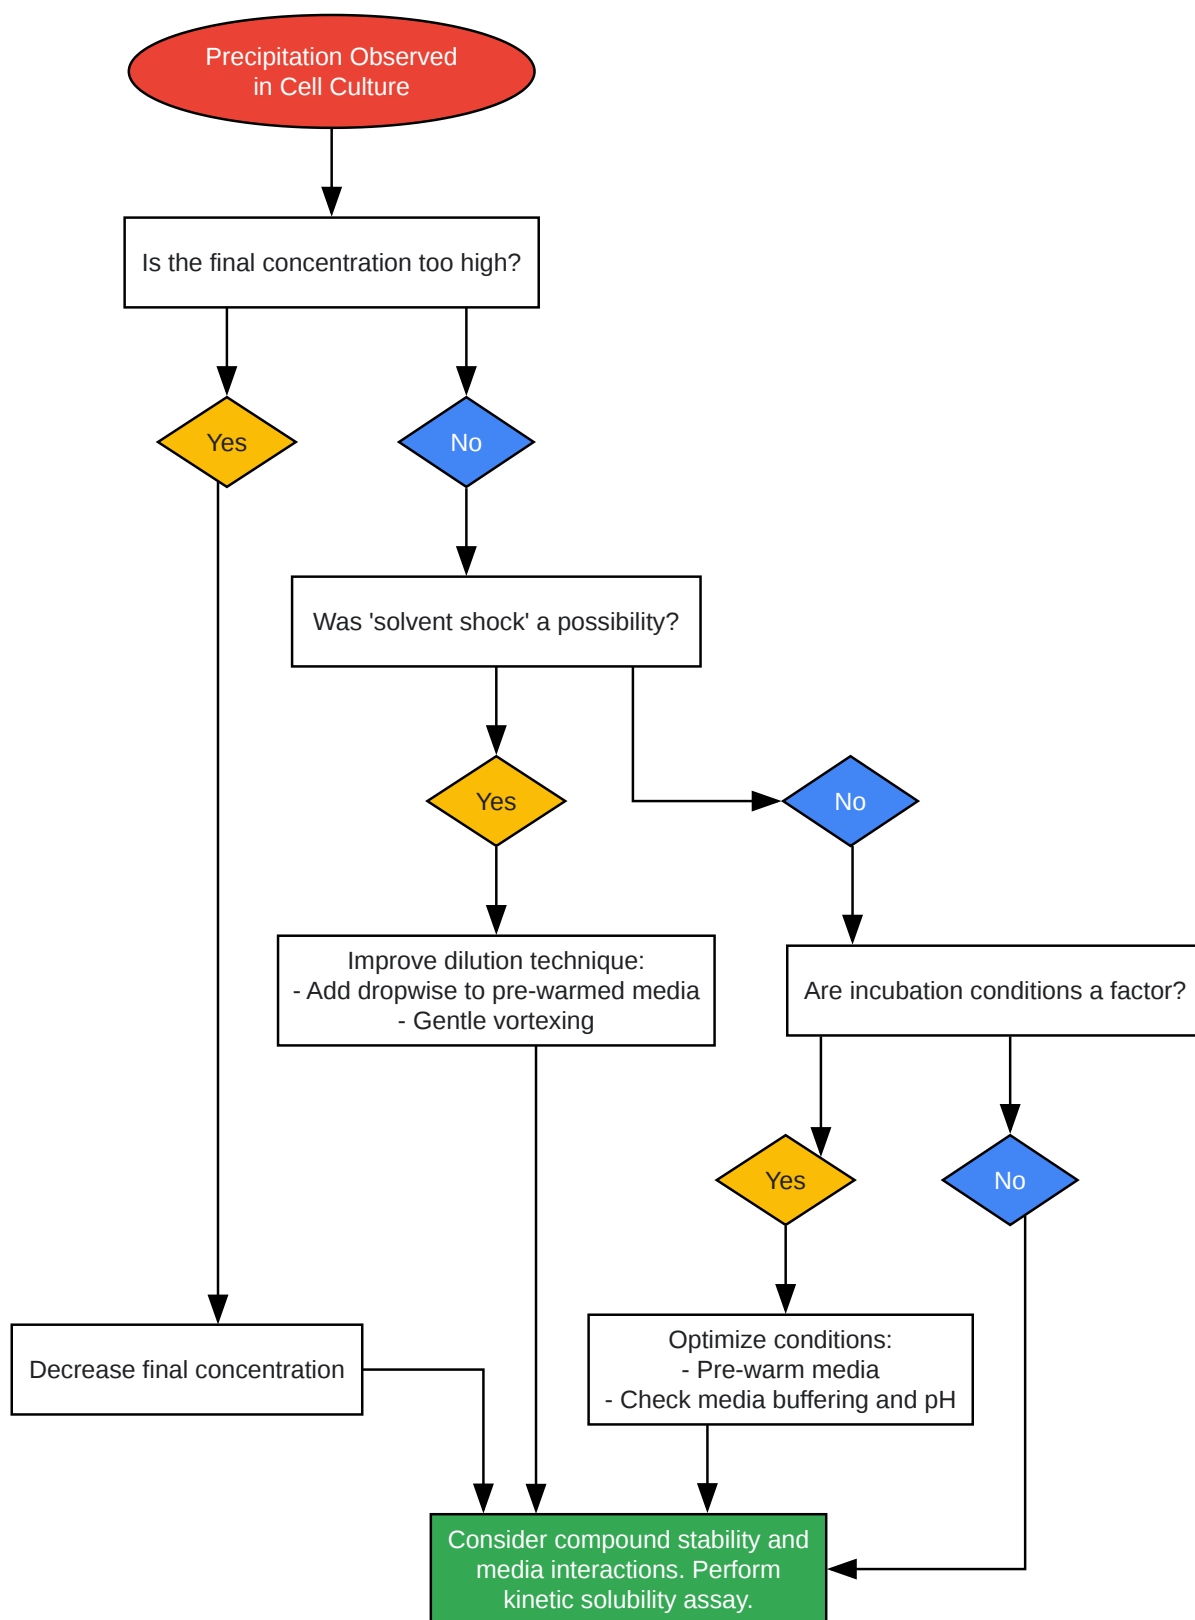 Precipitation Observed
in Cell Culture
Is the final concentration too high?
Yes
No
Was 'solvent shock' a possibility?
Yes
No
Improve dilution technique:
- Add dropwise to pre-warmed media
- Gentle vortexing
Are incubation conditions a factor?
Yes
No
Decrease final concentration
Optimize conditions:
- Pre-warm media
- Check media buffering and pH
Consider compound stability and
media interactions. Perform
kinetic solubility assay.